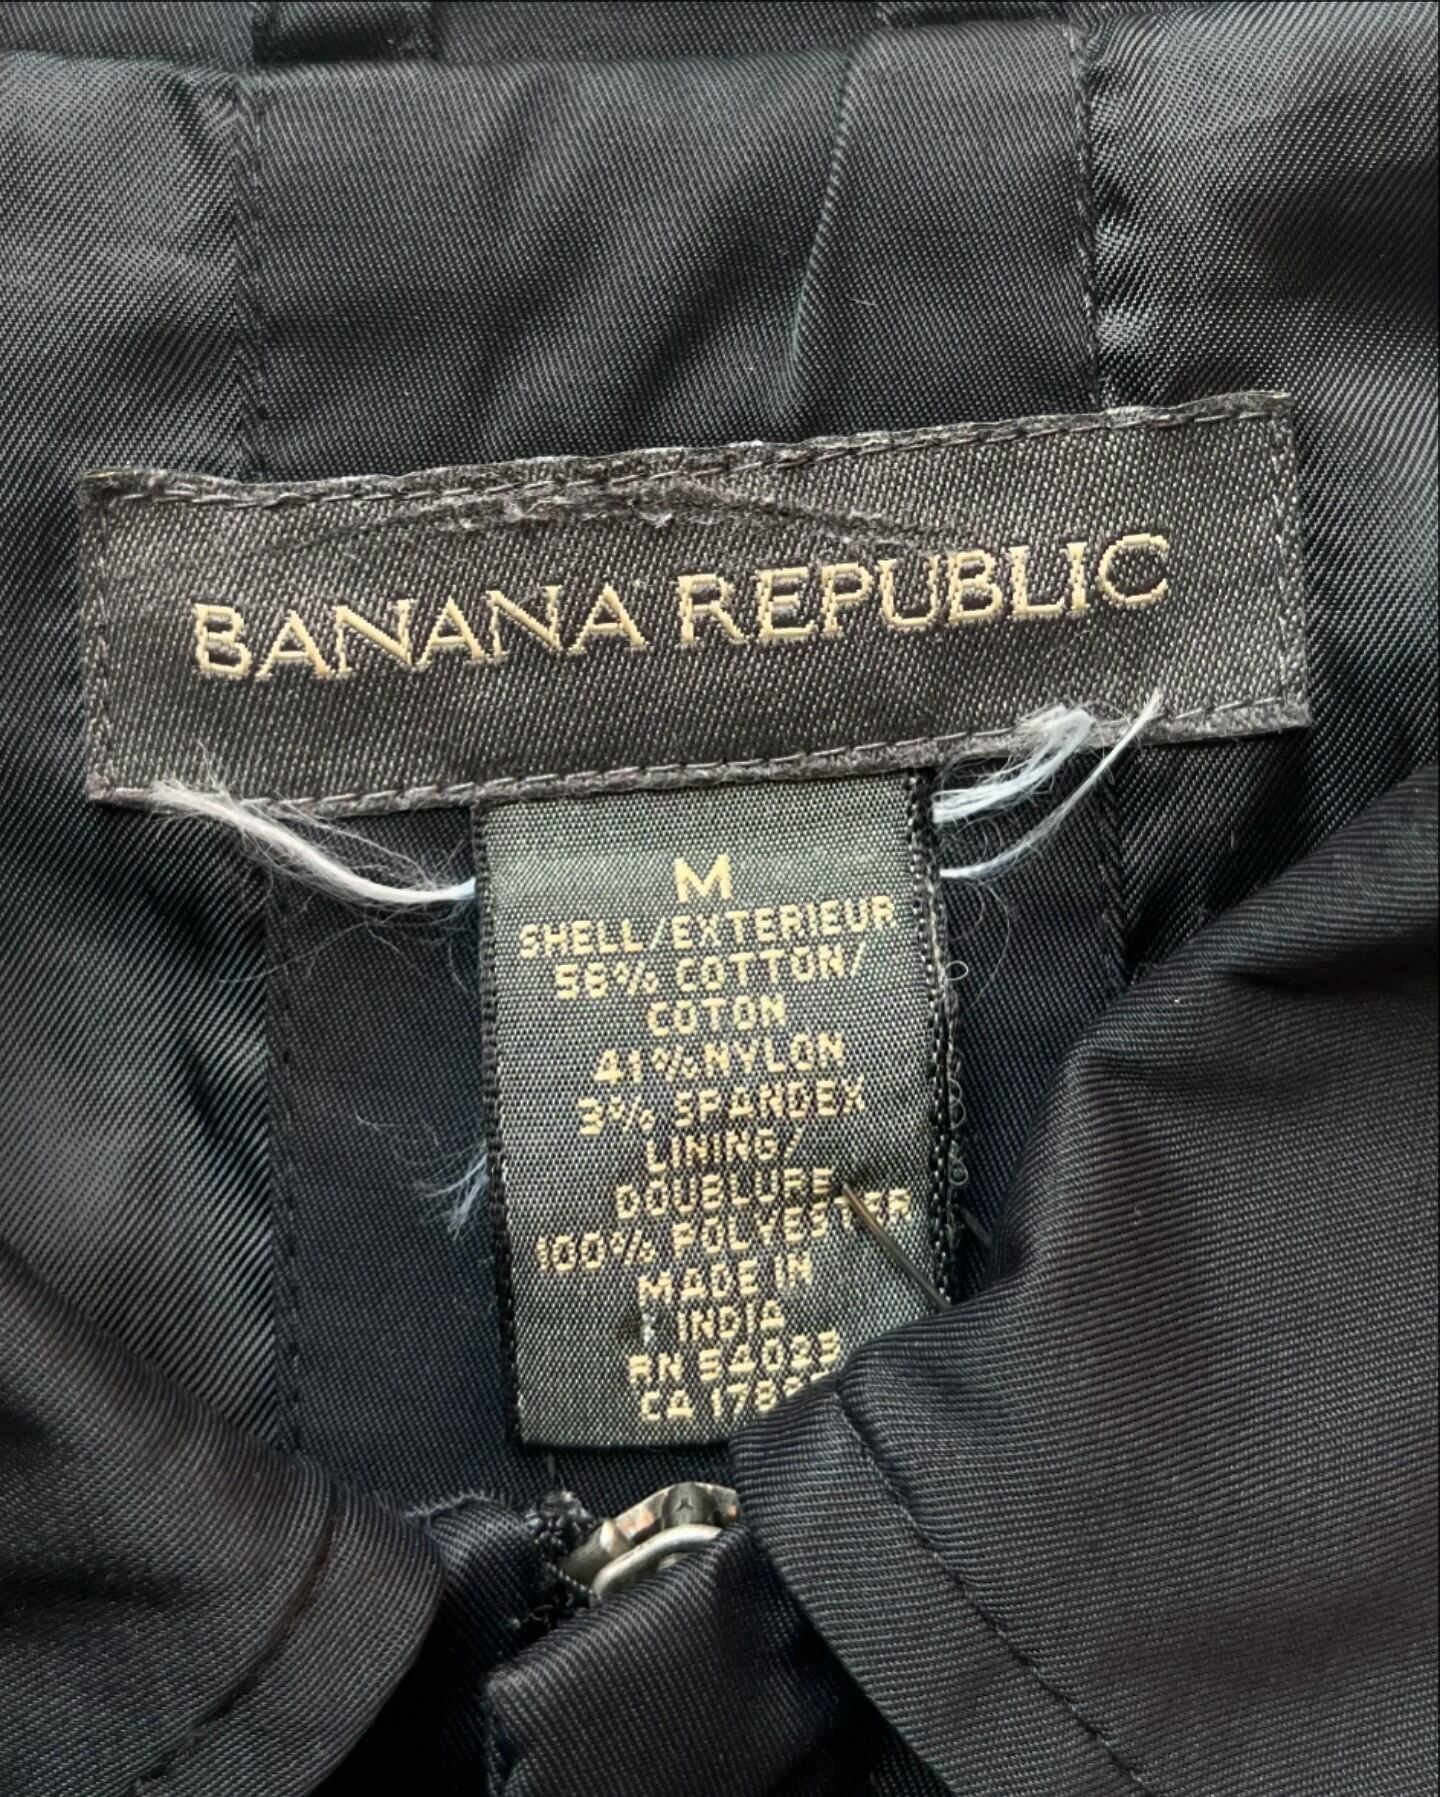 BANANA REPUBLIC
M
SHELL/EXTERIEUR
56% COTTON/
COTON
41%NYLON
3% SPANDEX
LINING/
DOUBLURE
100% POLYESTER
MADE IN
INDIA
RN 54023
CA